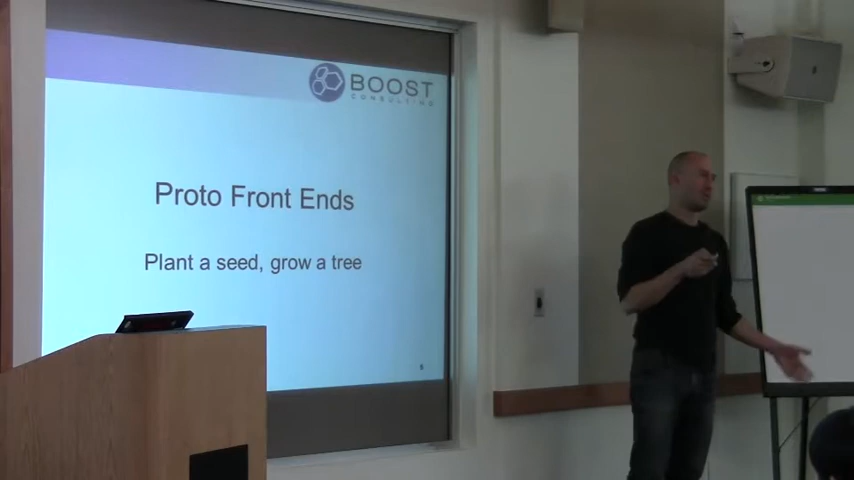 BOOST
CONSULTING
Proto Front Ends
Plant a seed, grow a tree